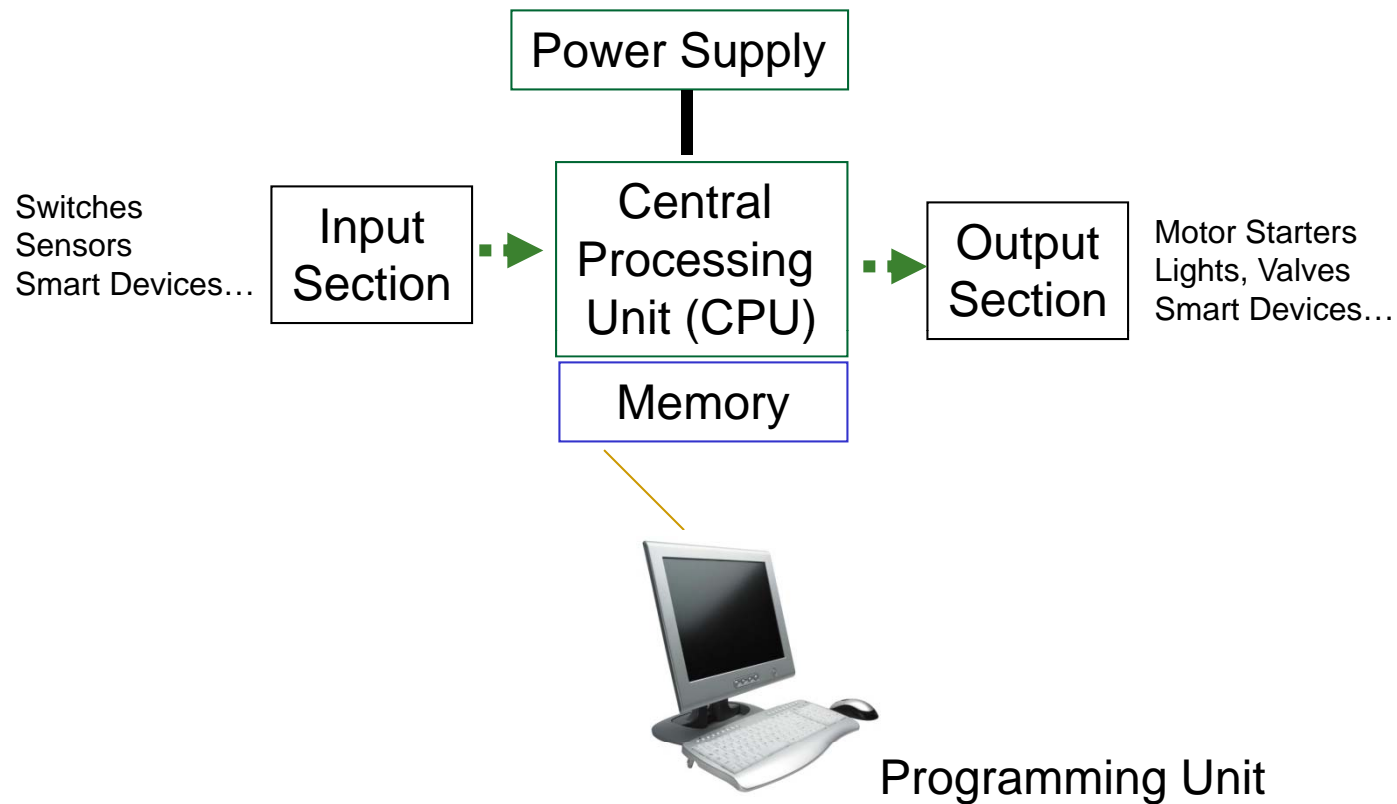 Power Supply
Switches
Sensors
Smart Devices…
Input
Section
Central
Processing
Unit (CPU)
Output
Section
Motor Starters
Lights, Valves
Smart Devices…
Memory
Programming Unit